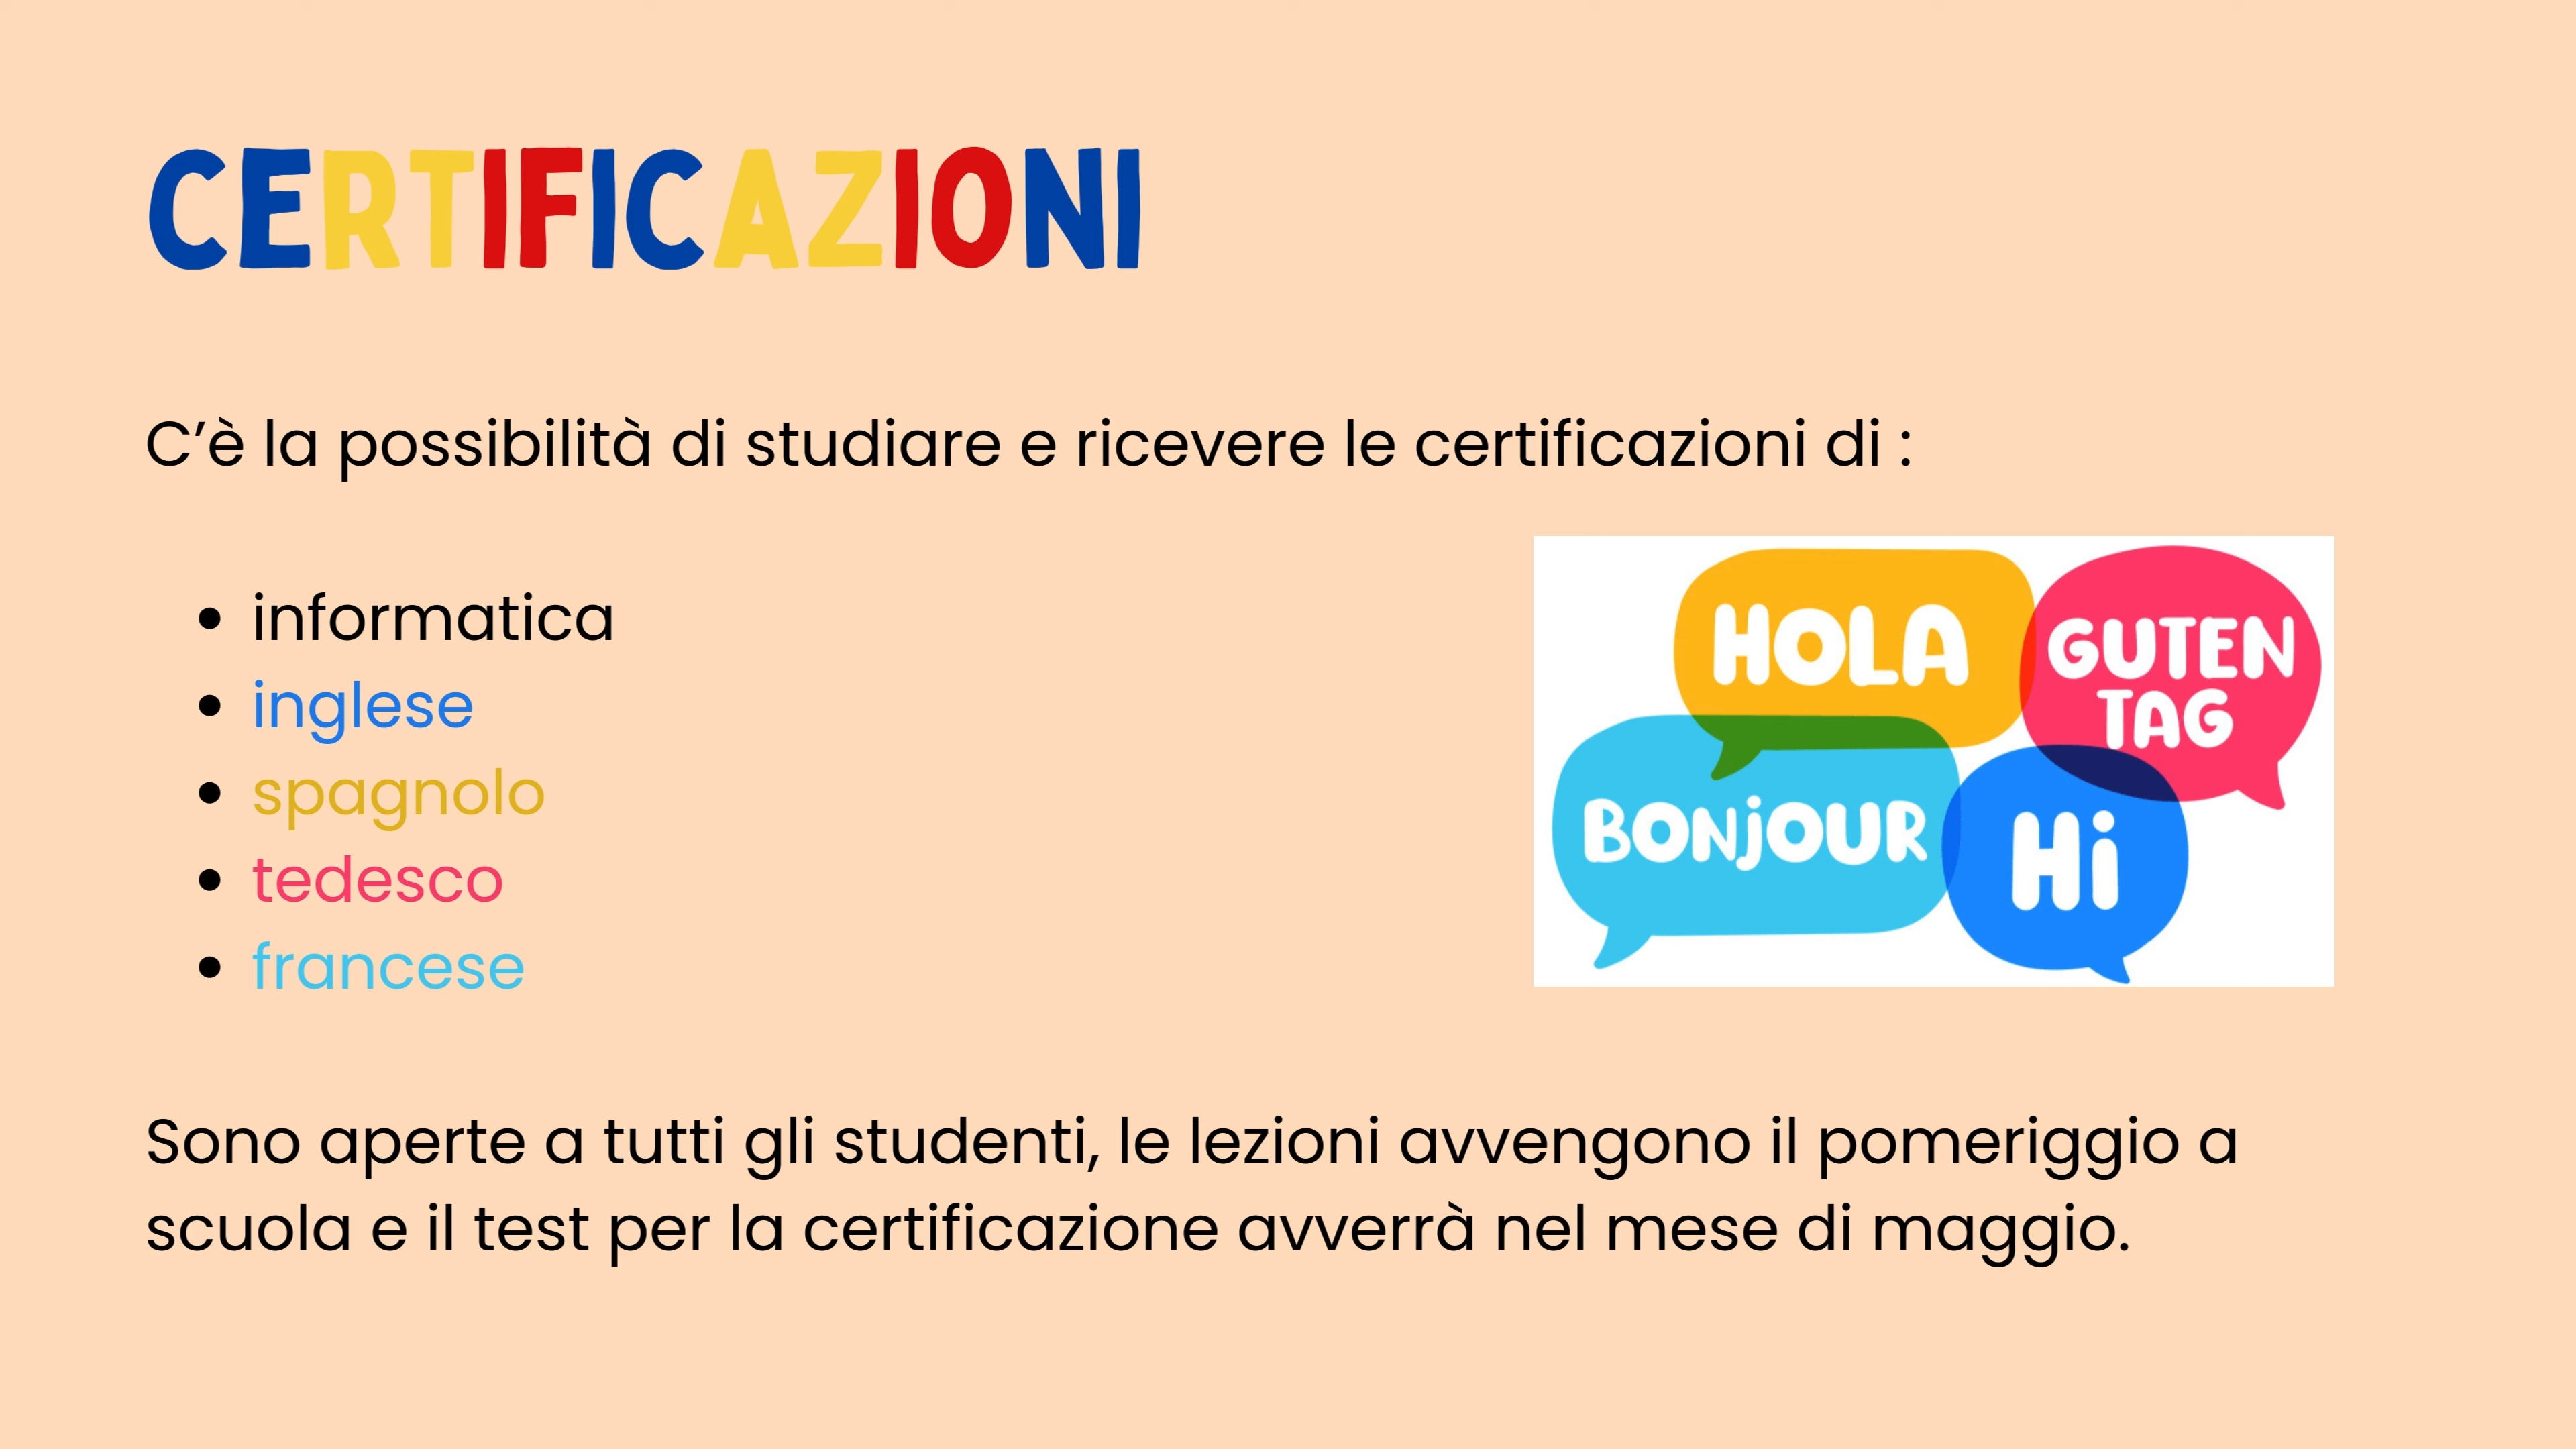 CERTIFICAZIONI
C’è la possibilità di studiare e ricevere le certificazioni di :
• informatica
• inglese
• spagnolo
• tedesco
• francese
HOLA
GUTEN
TAG
BONjOUR
Hi
Sono aperte a tutti gli studenti, le lezioni avvengono il pomeriggio a
scuola e il test per la certificazione avverrà nel mese di maggio.